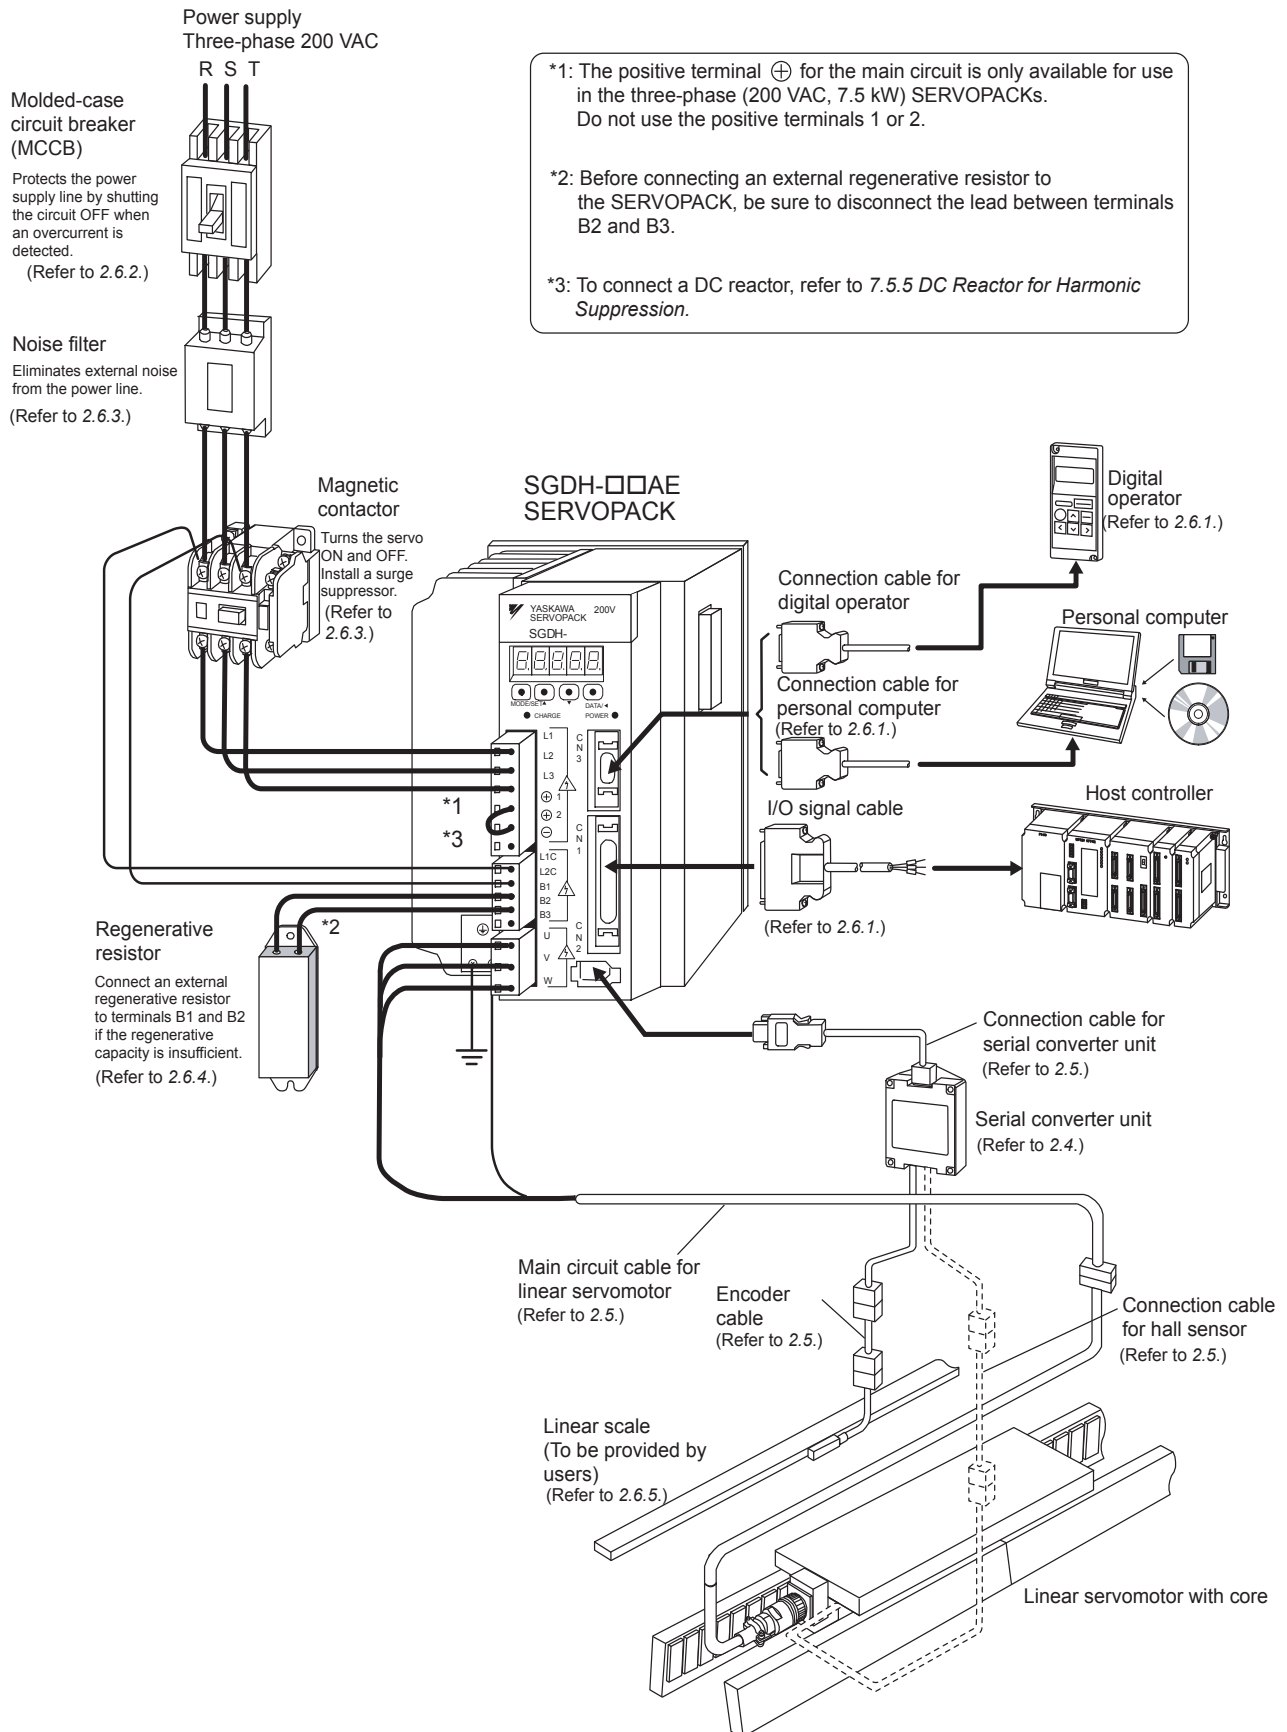 Power supply
Three-phase 200 VAC
R S T
Molded-case
circuit breaker
(MCCB)
Protects the power
supply line by shutting
the circuit OFF when
an overcurrent is
detected.
(Refer to 2.6.2.)
*1: The positive terminal ⊕ for the main circuit is only available for use
in the three-phase (200 VAC, 7.5 kW) SERVOPACKs.
Do not use the positive terminals 1 or 2.
*2: Before connecting an external regenerative resistor to
the SERVOPACK, be sure to disconnect the lead between terminals
B2 and B3.
*3: To connect a DC reactor, refer to 7.5.5 DC Reactor for Harmonic
Suppression.
Noise filter
Eliminates external noise
from the power line.
(Refer to 2.6.3.)
Magnetic
contactor
Turns the servo
ON and OFF.
Install a surge
suppressor.
(Refer to
2.6.3.)
SGDH-□□AE
SERVOPACK
YASKAWA 200V
SERVOPACK
SGDH-
8.8.8.8.8.
MODE/SET▲ ▼ DATA/◄
CHARGE POWER
L1
L2
L3
⊕ 1
⊕ 2
⊖
L1C
L2C
B1
B2
B3
U
V
W
CN3
CN1
CN2
*1
*3
*2
Digital
operator
(Refer to 2.6.1.)
Connection cable for
digital operator
Personal computer
Connection cable for
personal computer
(Refer to 2.6.1.)
I/O signal cable
(Refer to 2.6.1.)
Host controller
Regenerative
resistor
Connect an external
regenerative resistor
to terminals B1 and B2
if the regenerative
capacity is insufficient.
(Refer to 2.6.4.)
Connection cable for
serial converter unit
(Refer to 2.5.)
Serial converter unit
(Refer to 2.4.)
Main circuit cable for
linear servomotor
(Refer to 2.5.)
Encoder
cable
(Refer to 2.5.)
Connection cable
for hall sensor
(Refer to 2.5.)
Linear scale
(To be provided by
users)
(Refer to 2.6.5.)
Linear servomotor with core